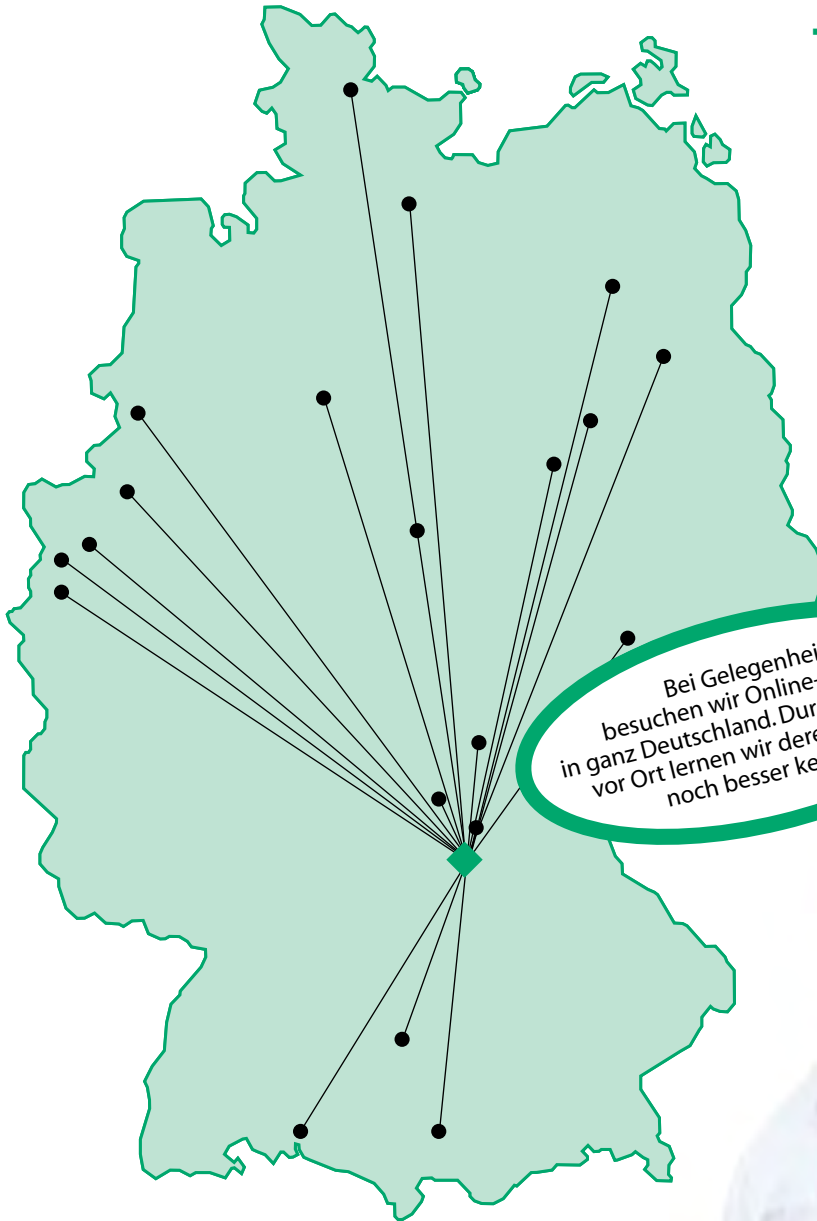 Bei Gelegenhei
besuchen wir Online-
in ganz Deutschland. Dur
vor Ort lernen wir dere
noch besser ke